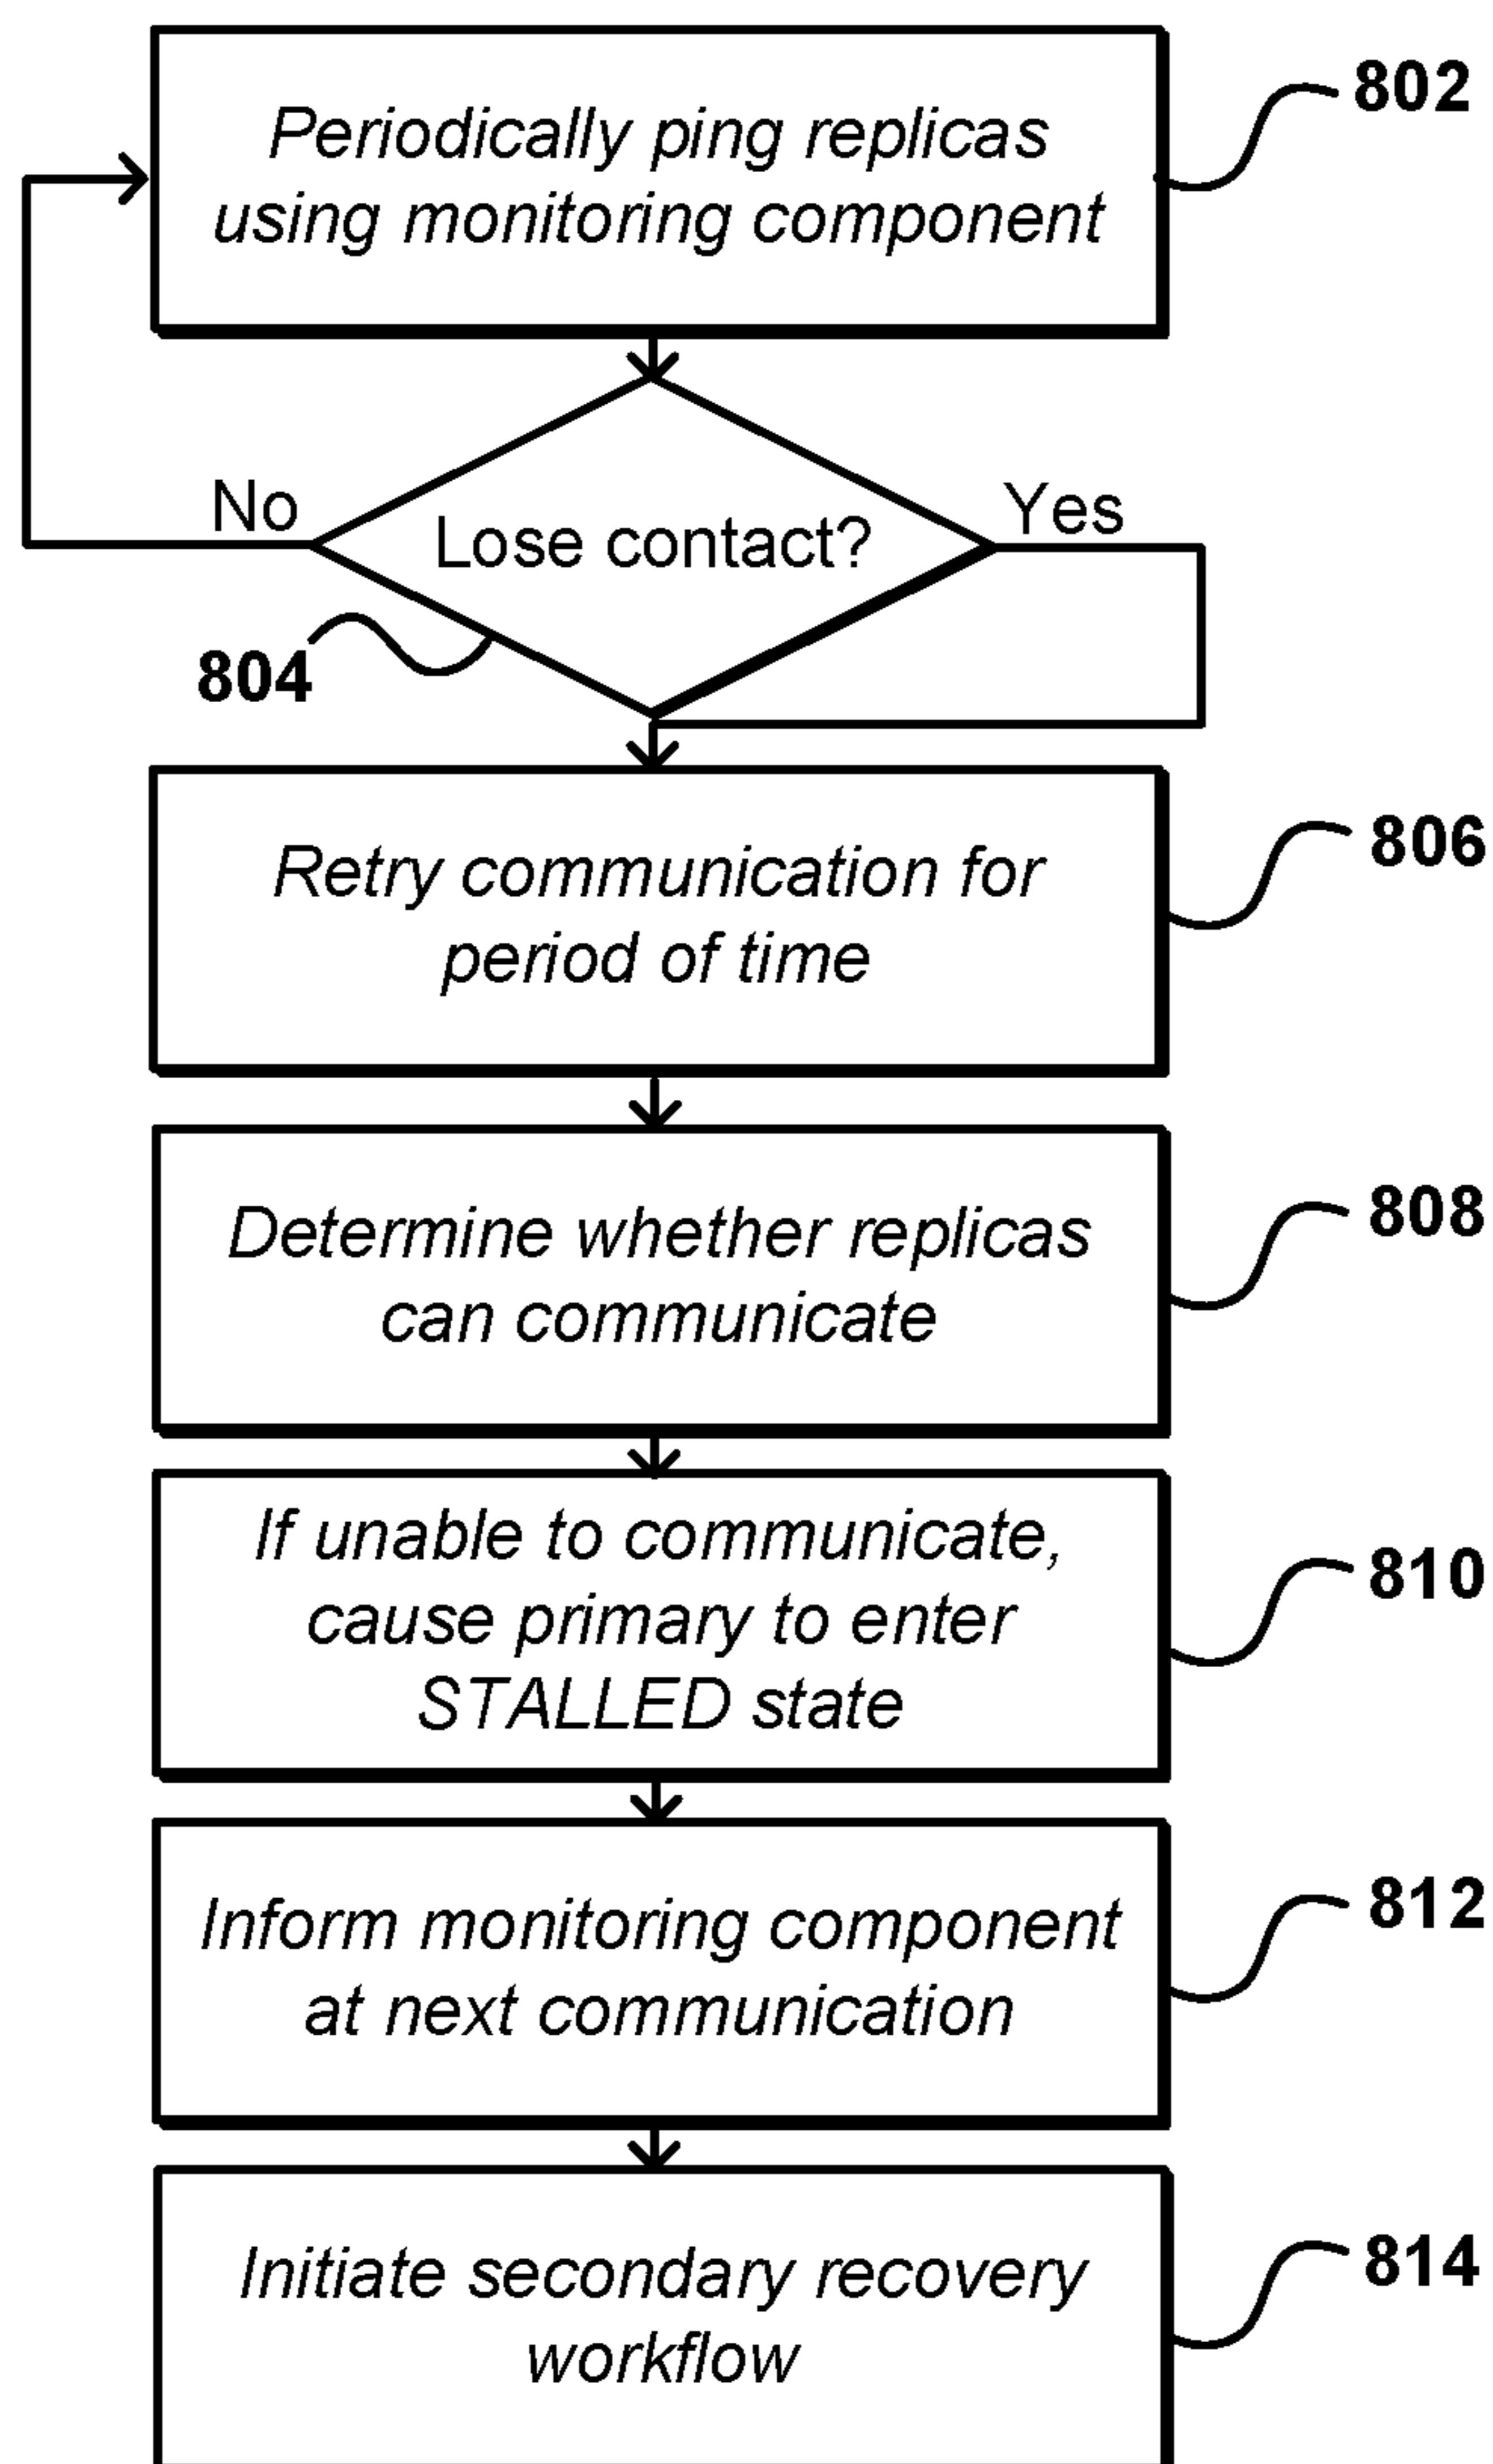 Periodically ping replicas
using monitoring component
802
No
Lose contact?
Yes
804
Retry communication for
period of time
806
Determine whether replicas
can communicate
808
If unable to communicate,
cause primary to enter
STALLED state
810
Inform monitoring component
at next communication
812
Initiate secondary recovery
workflow
814